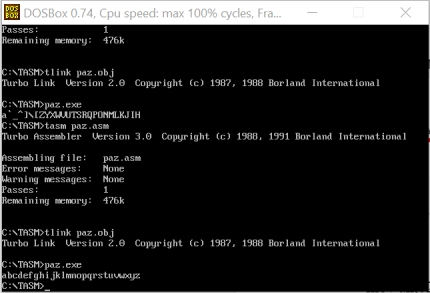 DOSBox 0.74, Cpu speed: max 100% cycles, Fra...
Passes: 1
Remaining memory: 476k
C:\TASM>tlink paz.obj
Turbo Link Version 2.0 Copyright (c) 1987, 1988 Borland International
C:\TASM>paz.exe
a`_^]\[ZYXWVUTSRQPONMLKJIH
C:\TASM>tasm paz.asm
Turbo Assembler Version 3.0 Copyright (c) 1988, 1991 Borland International
Assembling file: paz.asm
Error messages: None
Warning messages: None
Passes: 1
Remaining memory: 476k
C:\TASM>tlink paz.obj
Turbo Link Version 2.0 Copyright (c) 1987, 1988 Borland International
C:\TASM>paz.exe
abcdefghijklmnopqrstuvwxyz
C:\TASM>_